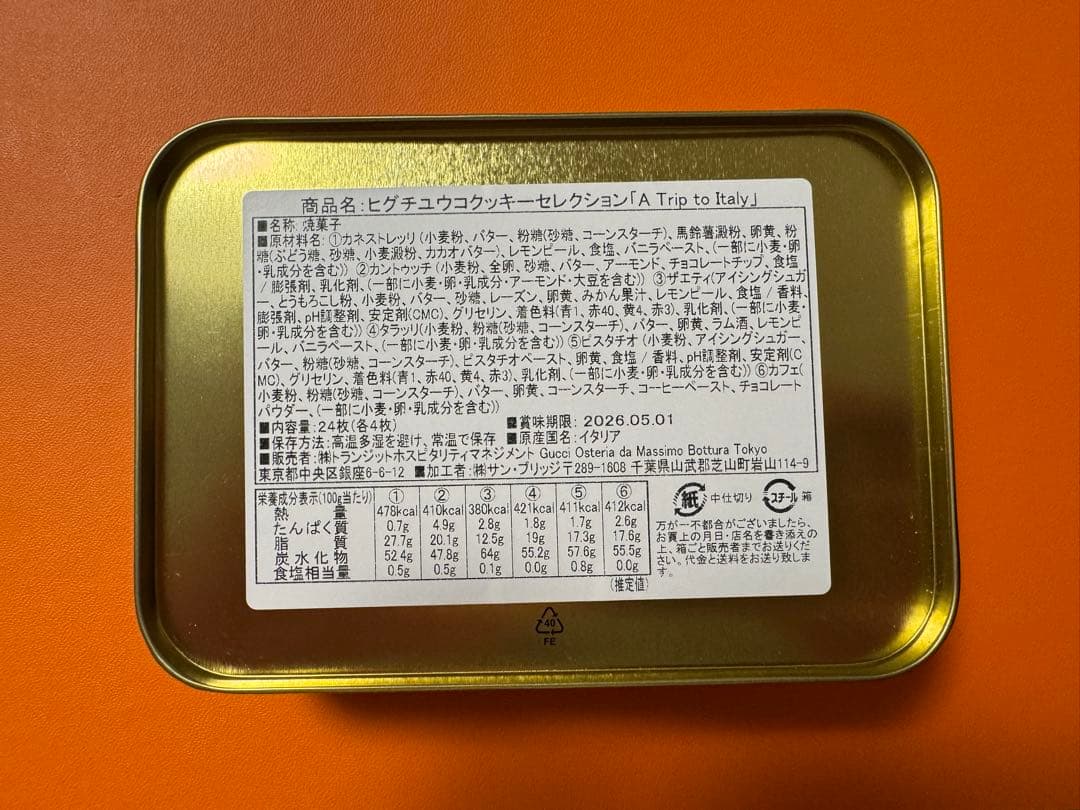 商品名:ヒグチユウコクッキーセレクション「A Trip to Italy」
■名称: 焼菓子
■原材料名: ①カネストレッリ (小麦粉、バター、粉糖(砂糖、コーンスターチ)、馬鈴薯澱粉、卵黄、粉
糖(ぶどう糖、砂糖、小麦澱粉、カカオバター)、レモンピール、食塩、バニラペースト、(一部に小麦・卵
・乳成分を含む)) ②カントゥッチ (小麦粉、全卵、砂糖、バター、アーモンド、チョコレートチップ、食塩
/ 膨張剤、乳化剤、(一部に小麦・卵・乳成分・アーモンド・大豆を含む)) ③ザエティ(アイシングシュガ
ー、とうもろこし粉、小麦粉、バター、砂糖、レーズン、卵黄、みかん果汁、レモンピール、食塩 / 香料、
膨張剤、pH調整剤、安定剤(CMC)、グリセリン、着色料(青1、赤40、黄4、赤3)、乳化剤、(一部に小麦・
卵・乳成分を含む)) ④タラッリ(小麦粉、粉糖(砂糖、コーンスターチ)、バター、卵黄、ラム酒、レモンピ
ール、バニラペースト、(一部に小麦・卵・乳成分を含む)) ⑤ピスタチオ (小麦粉、アイシングシュガー、
バター、粉糖(砂糖、コーンスターチ)、ピスタチオペースト、卵黄、食塩 / 香料、pH調整剤、安定剤(C
MC)、グリセリン、着色料(青1、赤40、黄4、赤3)、乳化剤、(一部に小麦・卵・乳成分を含む)) ⑥カフェ(
小麦粉、粉糖(砂糖、コーンスターチ)、バター、卵黄、コーンスターチ、コーヒーペースト、チョコレート
パウダー、(一部に小麦・卵・乳成分を含む))
■内容量: 24枚(各4枚) ■賞味期限: 2026.05.01
■保存方法: 高温多湿を避け、常温で保存 ■原産国名: イタリア
■販売者: ㈱トランジットホスピタリティマネジメント Gucci Osteria da Massimo Bottura Tokyo
東京都中央区銀座6-6-12 ■加工者: ㈱サン・ブリッジ〒289-1608 千葉県山武郡芝山町岩山114-9
栄養成分表示(100g当たり) ① ② ③ ④ ⑤ ⑥
熱量 478kcal 410kcal 380kcal 421kcal 411kcal 412kcal
たんぱく質 0.7g 4.9g 2.8g 1.8g 1.7g 2.6g
脂質 27.7g 20.1g 12.5g 19g 17.3g 17.6g
炭水化物 52.4g 47.8g 64g 55.2g 57.6g 55.5g
食塩相当量 0.5g 0.5g 0.1g 0.0g 0.8g 0.0g
(推定値)
紙 中仕切り スチール 箱
万が一不都合がございましたら、
お買上の月日・店名を書き添えの
上、箱ごと販売者までお送りくださ
い。代金と送料をお送り致しま
す。
40
FE